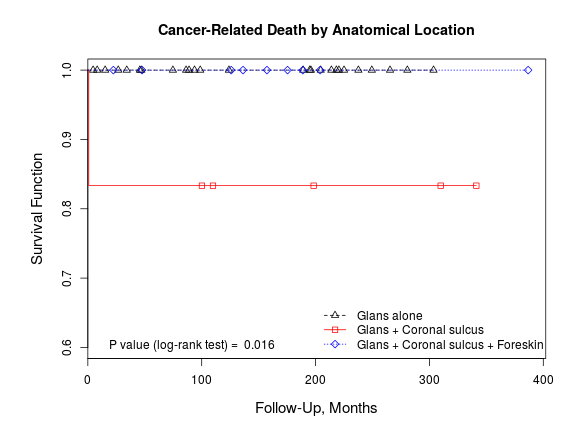 Cancer-Related Death by Anatomical Location
Survival Function
1.0
0.9
0.8
0.7
0.6
P value (log-rank test) = 0.016
Glans alone
Glans + Coronal sulcus
Glans + Coronal sulcus + Foreskin
0 100 200 300 400
Follow-Up, Months